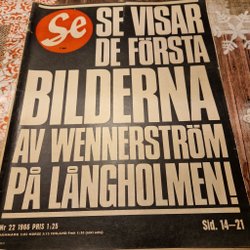 Se
SE VISAR
DE FÖRSTA
BILDERNA
AV WENNERSTRÖM
PÅ LÅNGHOLMEN!
Nr 22 1966 PRIS 1:25
Sid. 14–21